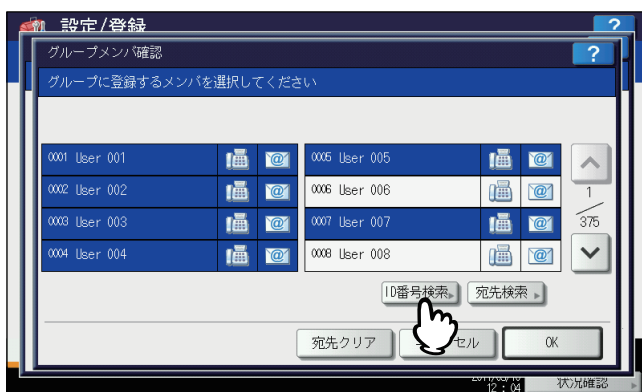 設定/登録
?
グループメンバ確認
?
グループに登録するメンバを選択してください
0001 User 001
0005 User 005
0002 User 002
0006 User 006
1
0003 User 003
0007 User 007
375
0004 User 004
0008 User 008
ID番号検索
宛先検索
宛先クリア
セル
OK
12:04
状況確認